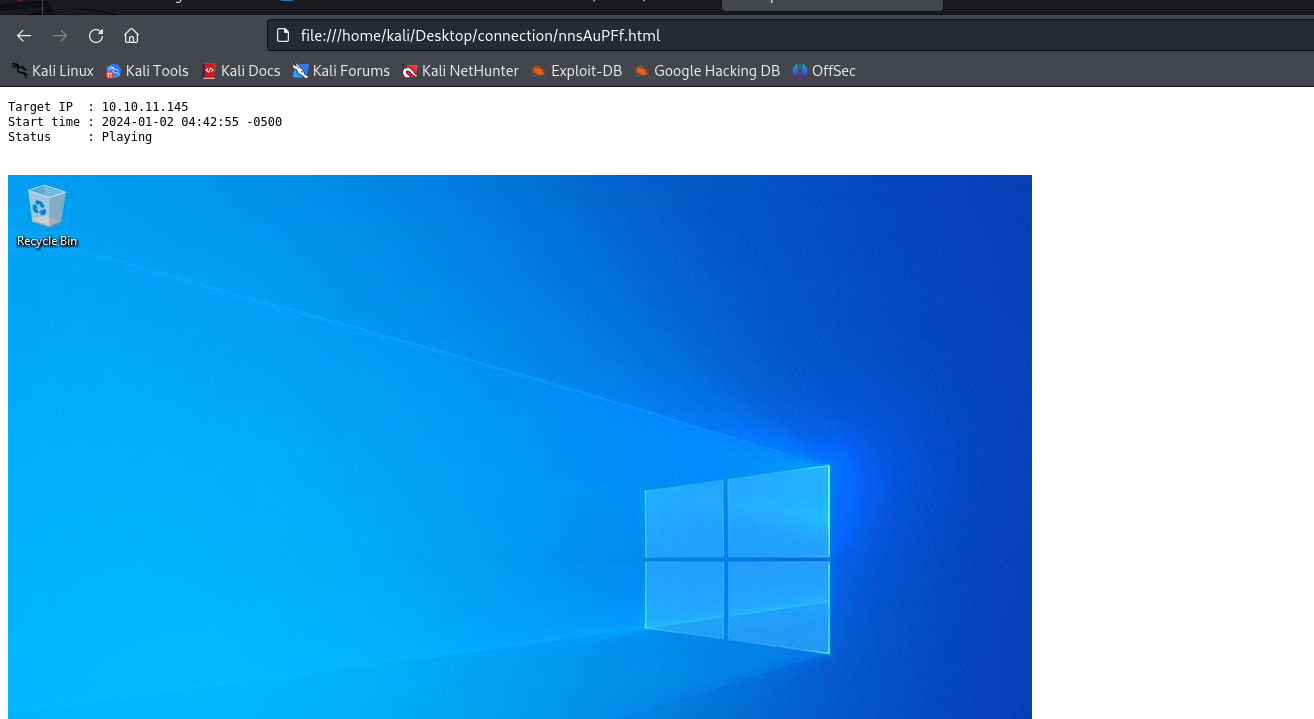 file:///home/kali/Desktop/connection/nnsAuPFf.html
Kali Linux Kali Tools Kali Docs Kali Forums Kali NetHunter Exploit-DB Google Hacking DB OffSec
Target IP  : 10.10.11.145
Start time : 2024-01-02 04:42:55 -0500
Status     : Playing
Recycle Bin